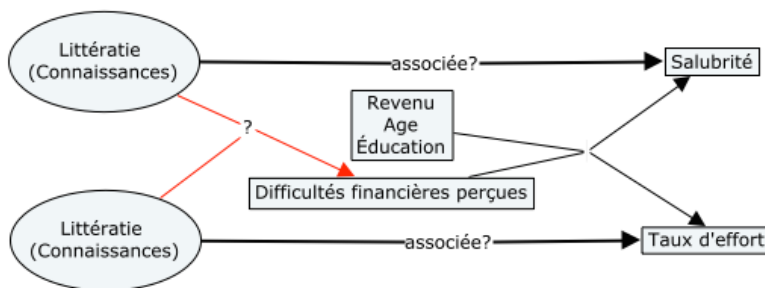 Littératie
(Connaissances)
associée?
Salubrité
Revenu
Age
Éducation
?
Difficultés financières perçues
Littératie
(Connaissances)
associée?
Taux d'effort